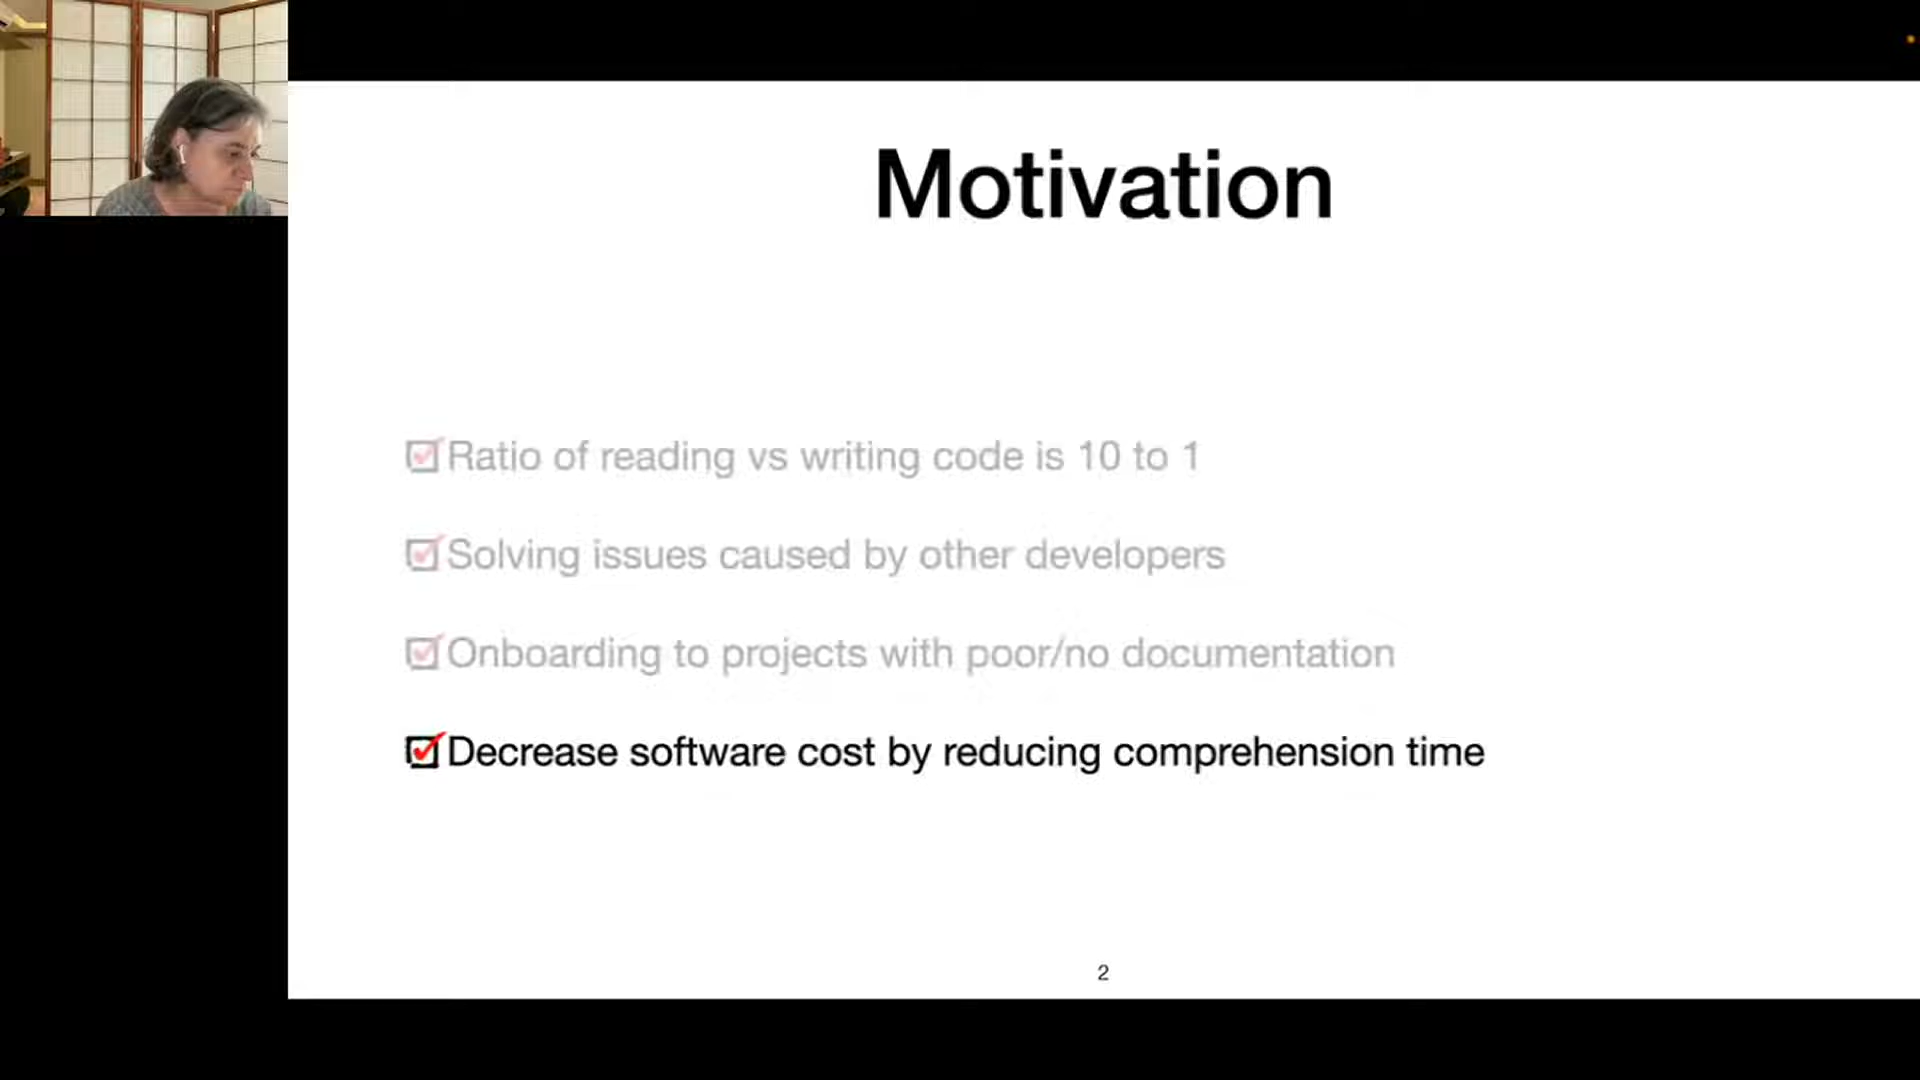 Motivation
Ratio of reading vs writing code is 10 to 1
Solving issues caused by other developers
Onboarding to projects with poor/no documentation
Decrease software cost by reducing comprehension time
2